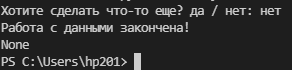 Хотите сделать что-то еще? да / нет: нет
Работа с данными закончена!
None
PS C:\Users\hp201>